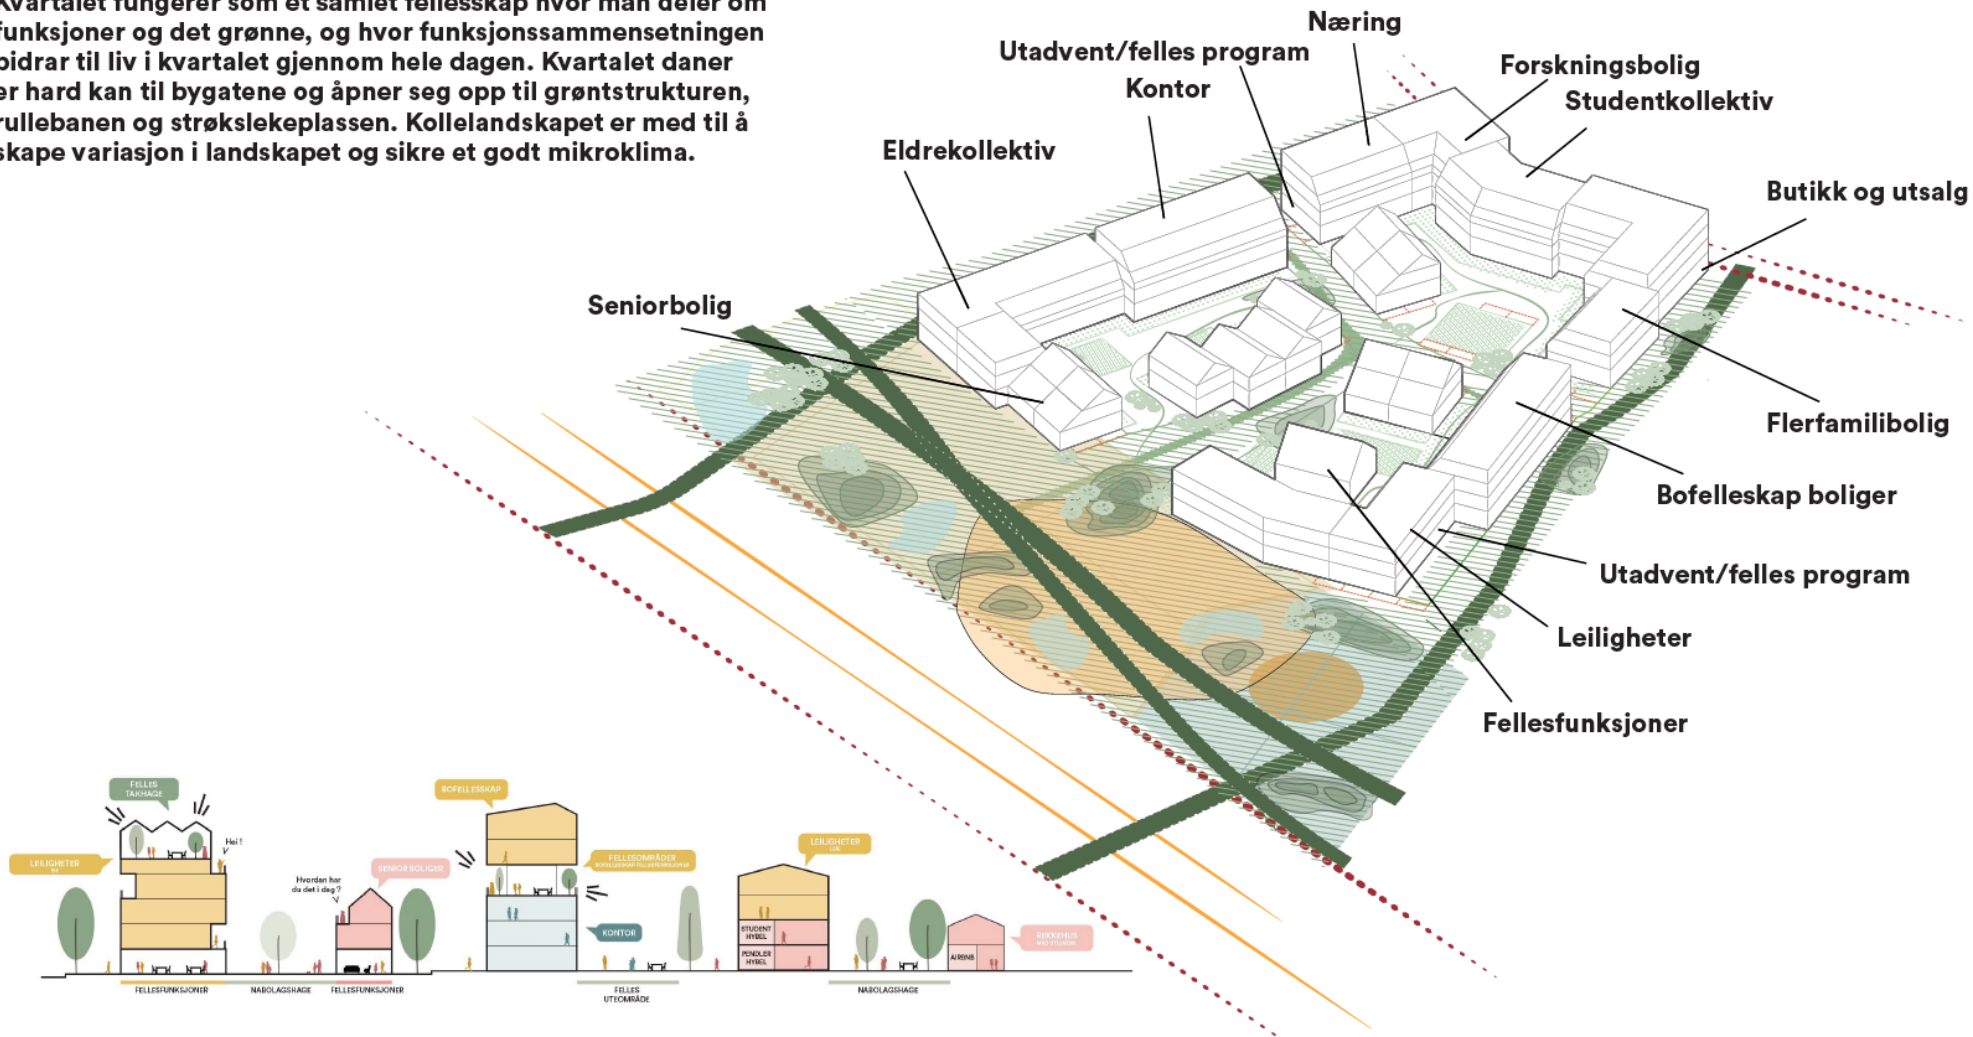 Kvartalet fungerer som et samlet fellesskap hvor man deler om
funksjoner og det grønne, og hvor funksjonssammensetningen
bidrar til liv i kvartalet gjennom hele dagen. Kvartalet daner
er hard kan til bygatene og åpner seg opp til grøntstrukturen,
rullebanen og strøkslekeplassen. Kollelandskapet er med til å
skape variasjon i landskapet og sikre et godt mikroklima.
Næring
Utadvent/felles program
Kontor
Forskningsbolig
Studentkollektiv
Eldrekollektiv
Butikk og utsalg
Seniorbolig
Flerfamilibolig
Bofelleskap boliger
Utadvent/felles program
Leiligheter
Fellesfunksjoner
FELLES
TAKHAGE
Hei !
LEILIGHETER
SENIOR BOLIGER
Hvordan har
du det i dag ?
BOFELLESSKAP
FELLESOMRÅDER
KONTOR
LEILIGHETER
STUDENT
HYBEL
PENDLER
HYBEL
AIRBNB
REKKEHUS
FELLESFUNKSJONER
NABOLAGSHAGE
FELLESFUNKSJONER
FELLES
UTEOMRÅDE
NABOLAGSHAGE